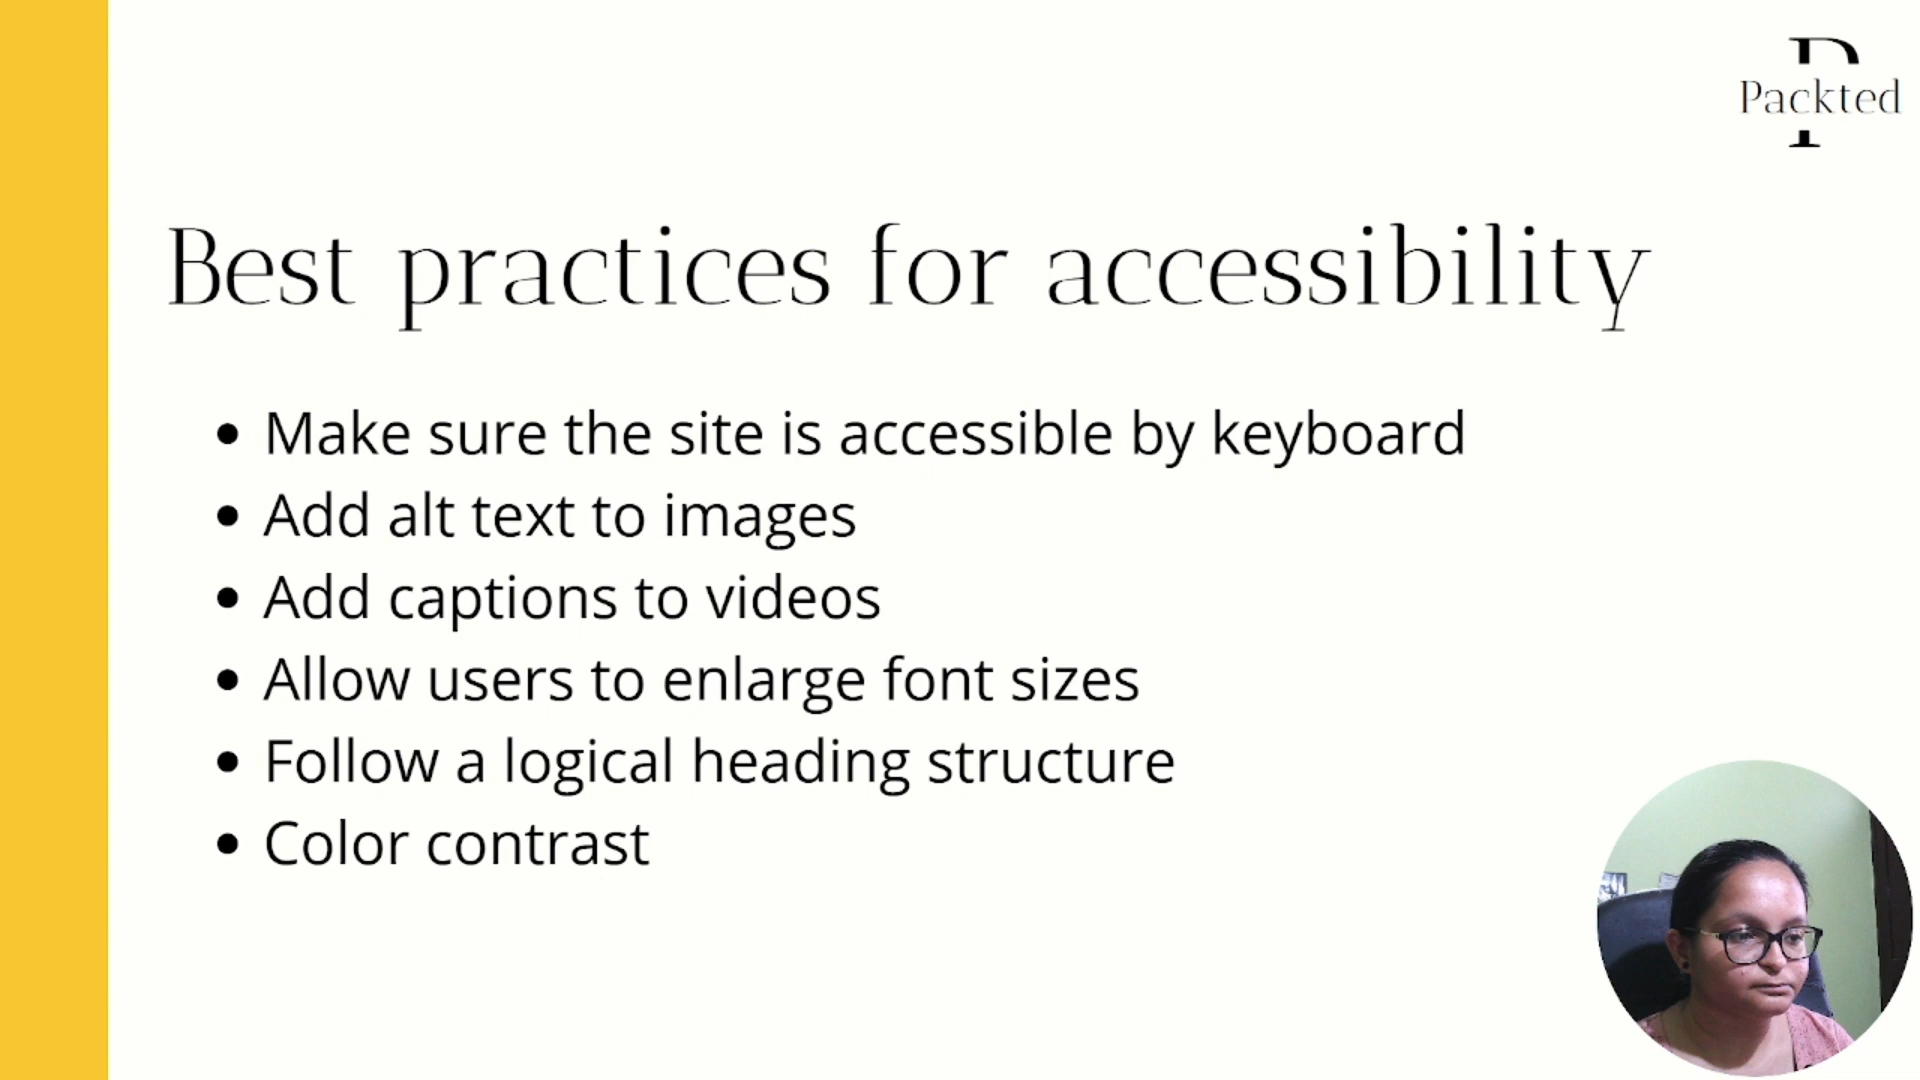 Packted
Best practices for accessibility
• Make sure the site is accessible by keyboard
• Add alt text to images
• Add captions to videos
• Allow users to enlarge font sizes
• Follow a logical heading structure
• Color contrast